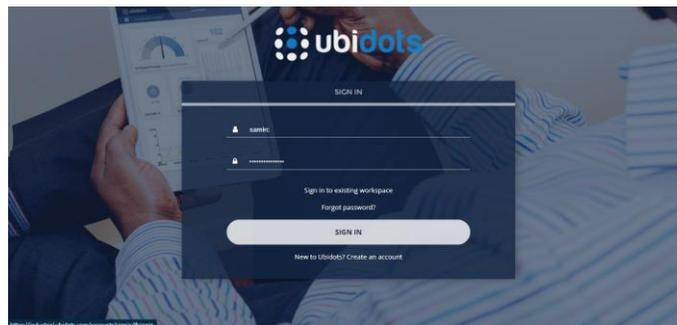 ubidots
SIGN IN
samin:
••••••••••••••
Sign in to existing workspace
Forgot password?
SIGN IN
New to Ubidots? Create an account